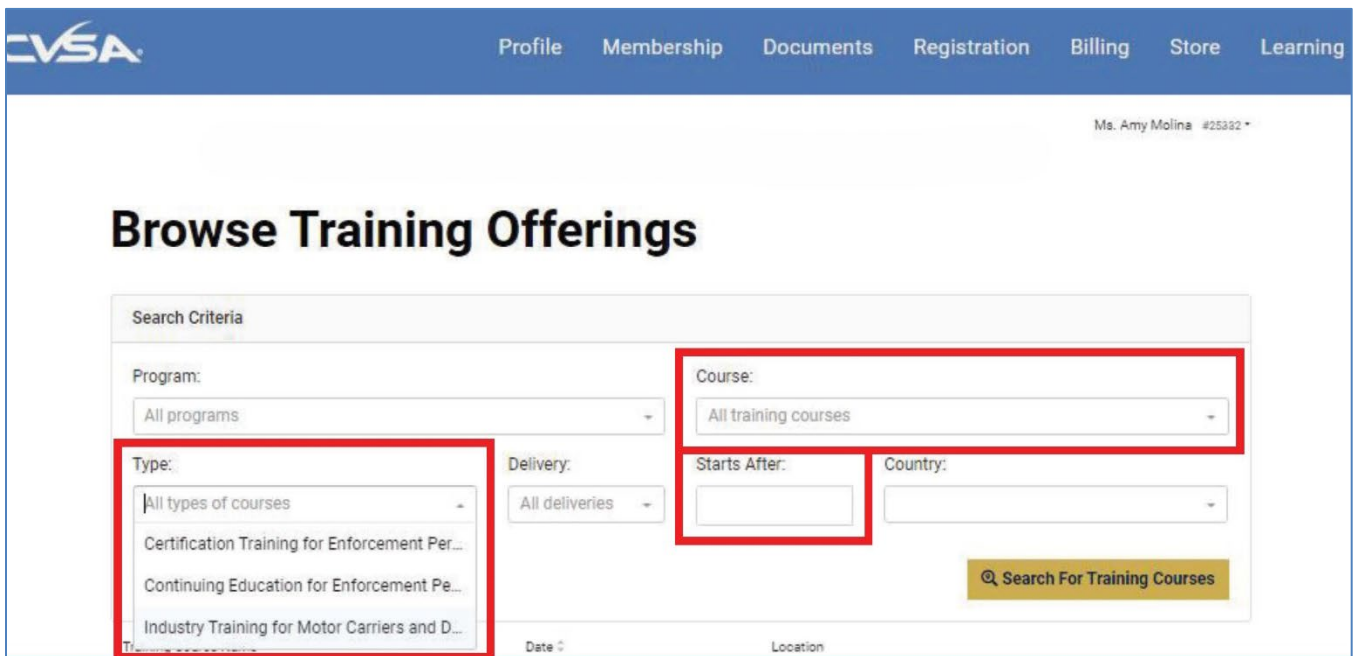 CVSA.
Profile Membership Documents Registration Billing Store Learning
Ms. Amy Molina #25332
Browse Training Offerings
Search Criteria
Program:
Course:
All programs
All training courses
Type:
Delivery:
Starts After:
Country:
All types of courses
All deliveries
Certification Training for Enforcement Per...
Continuing Education for Enforcement Pe...
Search For Training Courses
Industry Training for Motor Carriers and D...
Training Course Name
Date
Location